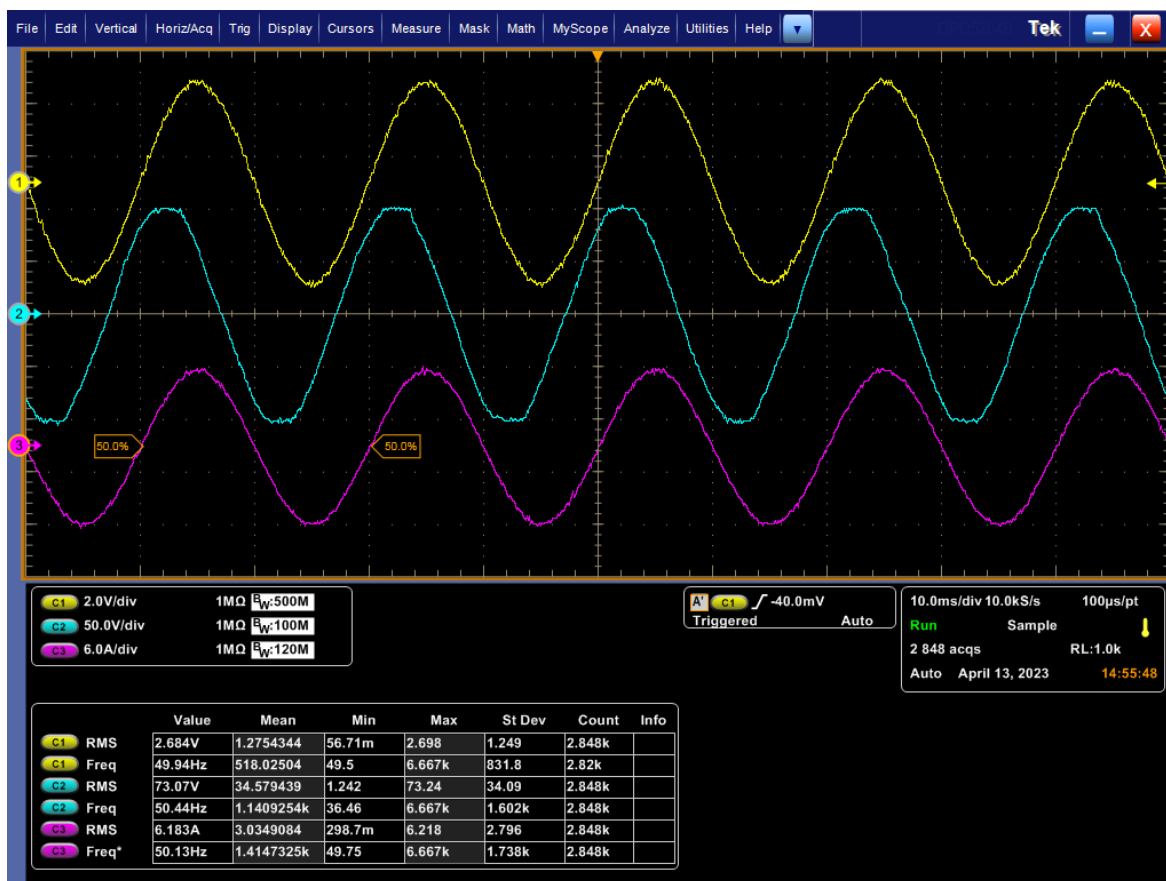 File Edit Vertical Horiz/Acq Trig Display Cursors Measure Mask Math MyScope Analyze Utilities Help Tek X
1
2
3 50.0% 50.0%
C1 2.0V/div 1MΩ BW:500M
C2 50.0V/div 1MΩ BW:100M
C3 6.0A/div 1MΩ BW:120M
A' C1 -40.0mV
Triggered Auto
10.0ms/div 10.0kS/s 100µs/pt
Run Sample
2 848 acqs RL:1.0k
Auto April 13, 2023 14:55:48
Value Mean Min Max St Dev Count Info
C1 RMS 2.684V 1.2754344 56.71m 2.698 1.249 2.848k
C1 Freq 49.94Hz 518.02504 49.5 6.667k 831.8 2.82k
C2 RMS 73.07V 34.579439 1.242 73.24 34.09 2.848k
C2 Freq 50.44Hz 1.1409254k 36.46 6.667k 1.602k 2.848k
C3 RMS 6.183A 3.0349084 298.7m 6.218 2.796 2.848k
C3 Freq* 50.13Hz 1.4147325k 49.75 6.667k 1.738k 2.848k